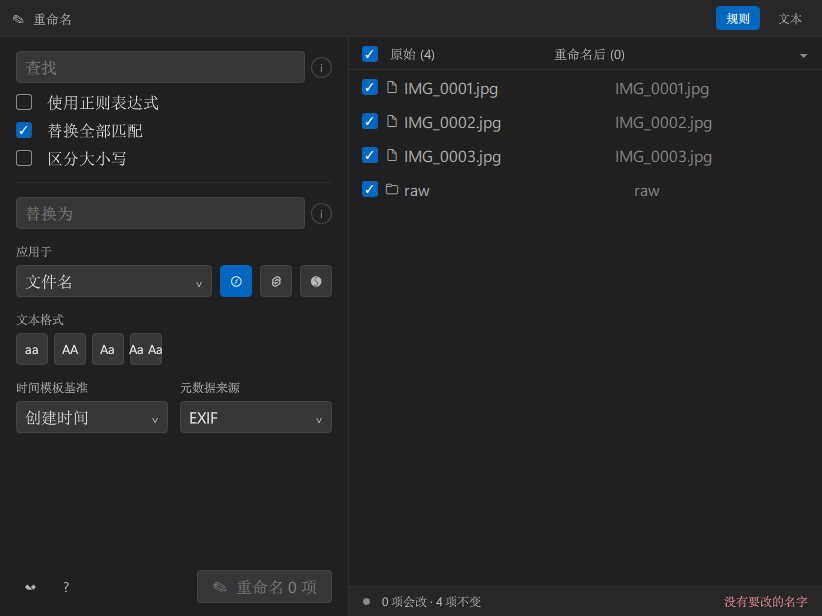 重命名
规则
文本
查找
使用正则表达式
替换全部匹配
区分大小写
替换为
应用于
文件名
文本格式
aa AA Aa Aa Aa
时间模板基准 元数据来源
创建时间 EXIF
? 重命名 0 项
原始 (4) 重命名后 (0)
IMG_0001.jpg IMG_0001.jpg
IMG_0002.jpg IMG_0002.jpg
IMG_0003.jpg IMG_0003.jpg
raw raw
0 项会改 · 4 项不变 没有要改的名字